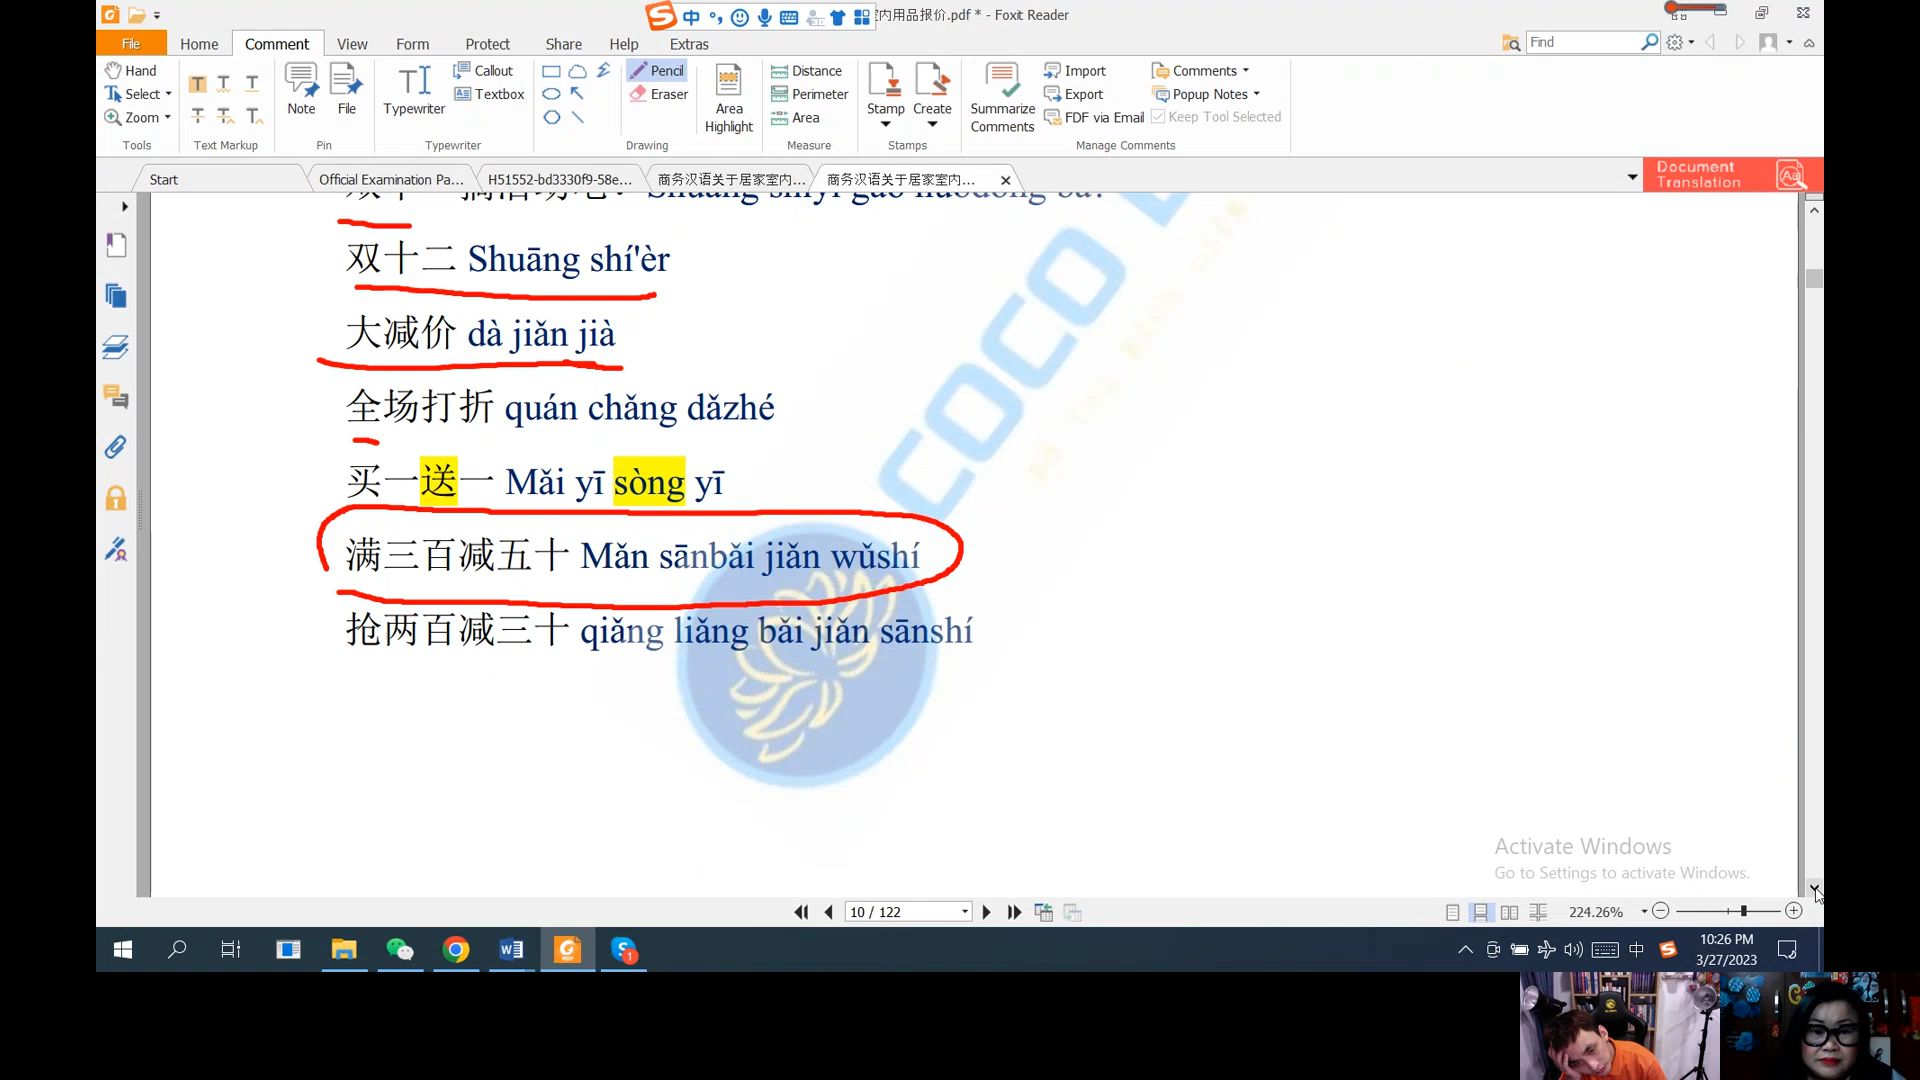 室内用品报价.pdf * - Foxit Reader
中
File Home Comment View Form Protect Share Help Extras
Find
Hand
Select
Zoom
Tools
Text Markup
Note
File
Pin
Typewriter
Callout
Textbox
Typewriter
Pencil
Eraser
Drawing
Area Highlight
Distance
Perimeter
Area
Measure
Stamp
Create
Stamps
Summarize Comments
Import
Export
FDF via Email
Comments
Popup Notes
Keep Tool Selected
Manage Comments
Start
Official Examination Pa...
H51552-bd3330f9-58e...
商务汉语关于居家室内...
商务汉语关于居家室内...
Document Translation
双十二 Shuāng shí'èr
大减价 dà jiǎn jià
全场打折 quán chǎng dǎzhé
买一送一 Mǎi yī sòng yī
满三百减五十 Mǎn sānbǎi jiǎn wǔshí
抢两百减三十 qiǎng liǎng bǎi jiǎn sānshí
COCO
Activate Windows
Go to Settings to activate Windows.
10 / 122
224.26%
中
10:26 PM
3/27/2023